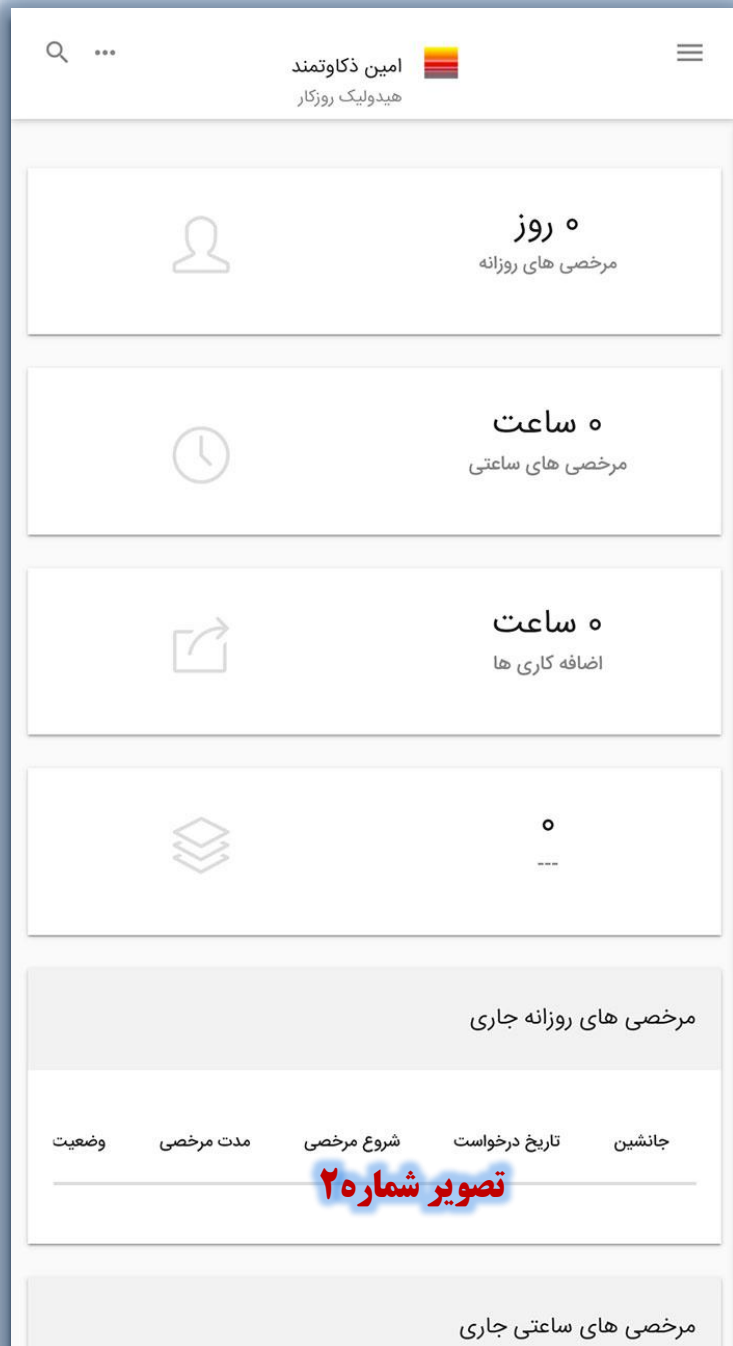 امین ذکاوتمند
هیدولیک روزکار
۰ روز
مرخصی های روزانه
۰ ساعت
مرخصی های ساعتی
۰ ساعت
اضافه کاری ها
۰
---
مرخصی های روزانه جاری
جانشین تاریخ درخواست شروع مرخصی مدت مرخصی وضعیت
تصویر شماره۲
مرخصی های ساعتی جاری